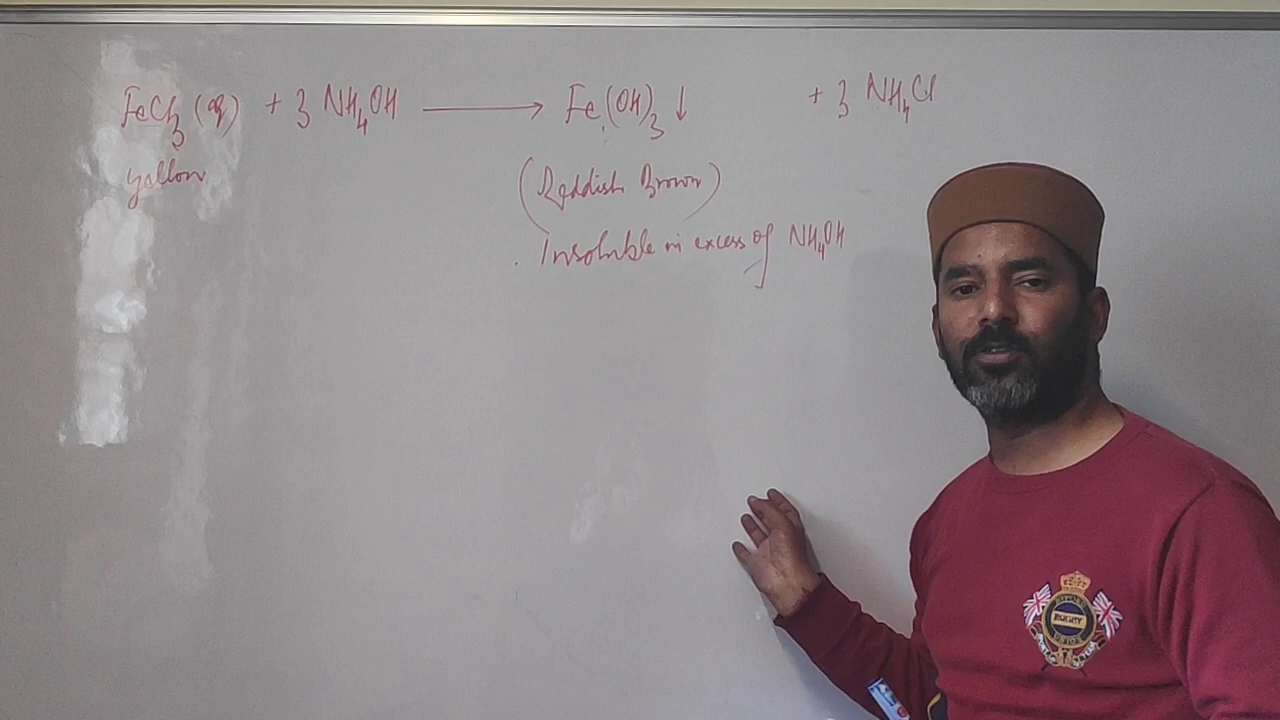 FeCl₃ (aq) + 3 NH₄OH ⟶ Fe(OH)₃ ↓ + 3 NH₄Cl
yellow
(Reddish Brown)
. Insoluble in excess of NH₄OH